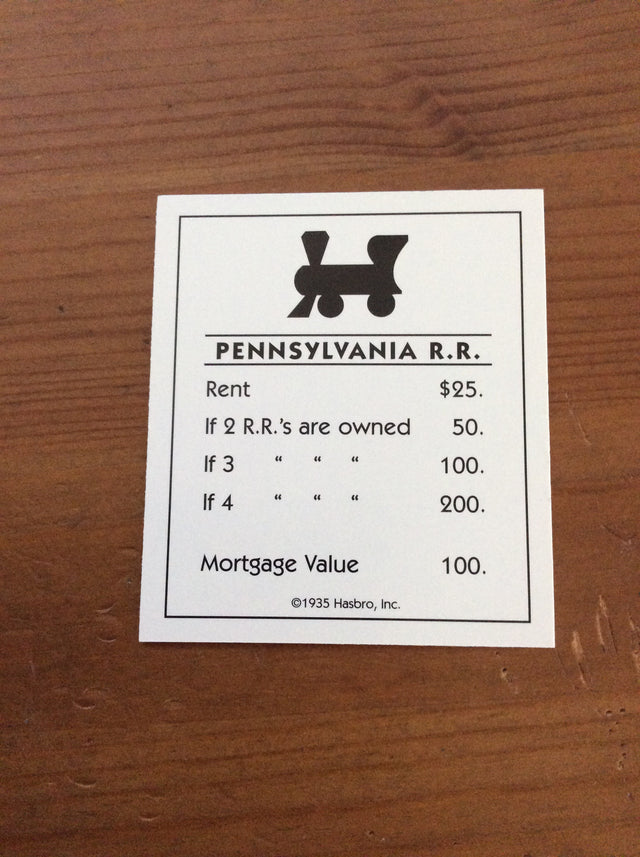 PENNSYLVANIA R.R.
Rent $25.
If 2 R.R.'s are owned 50.
If 3 “ “ “ 100.
If 4 “ “ “ 200.
Mortgage Value 100.
©1935 Hasbro, Inc.